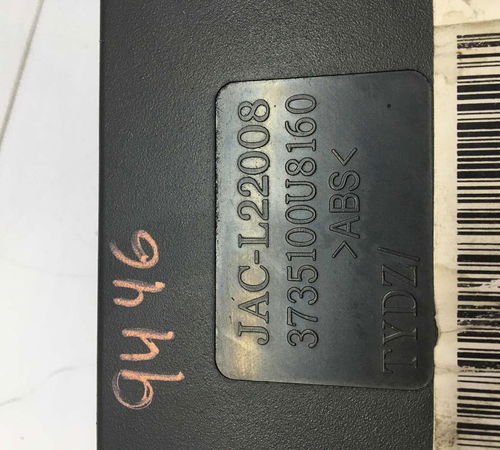 JAC-L22008
3735100U8160
>ABS<
TYDZ/
9446